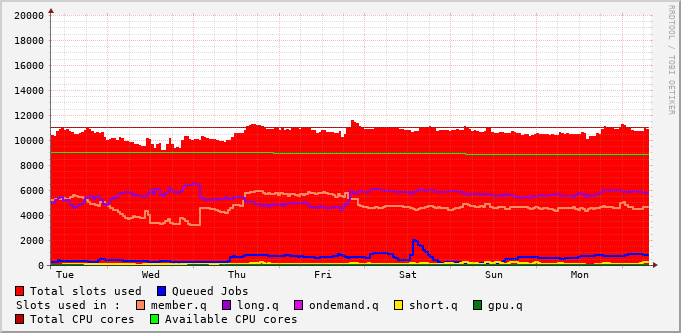 20000
18000
16000
14000
12000
10000
8000
6000
4000
2000
0
Tue Wed Thu Fri Sat Sun Mon
RRDTOOL / TOBI OETIKER
Total slots used Queued Jobs
Slots used in : member.q long.q ondemand.q short.q gpu.q
Total CPU cores Available CPU cores